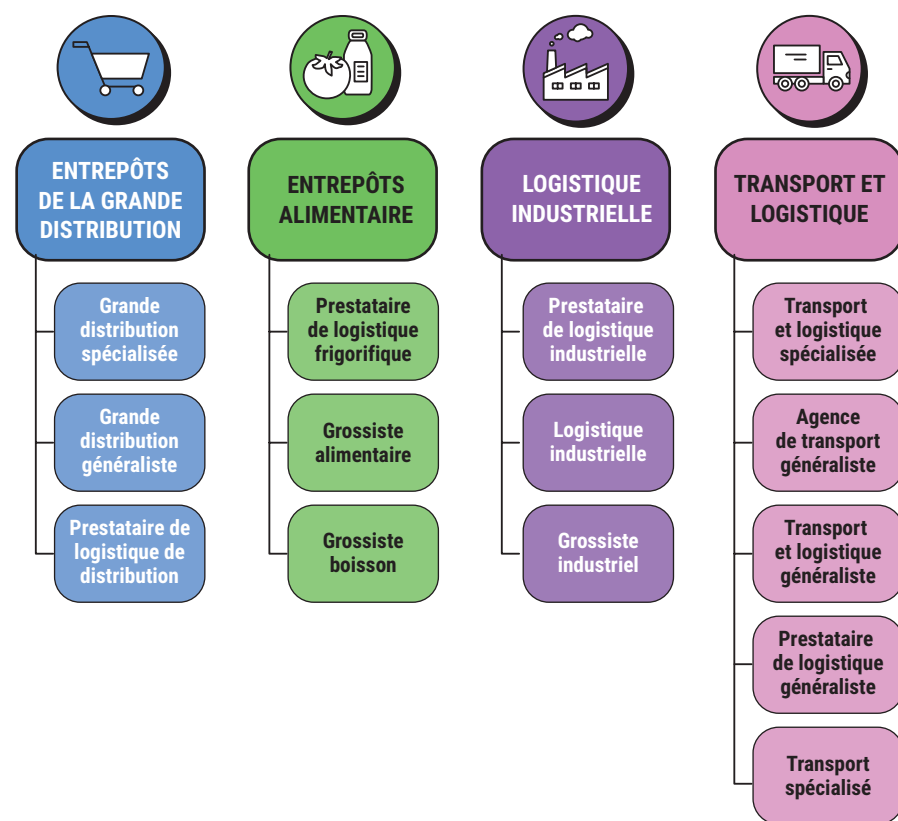 ENTREPÔTS
DE LA GRANDE
DISTRIBUTION
Grande
distribution
spécialisée
Grande
distribution
généraliste
Prestataire de
logistique de
distribution
ENTREPÔTS
ALIMENTAIRE
Prestataire
de logistique
frigorifique
Grossiste
alimentaire
Grossiste
boisson
LOGISTIQUE
INDUSTRIELLE
Prestataire
de logistique
industrielle
Logistique
industrielle
Grossiste
industriel
TRANSPORT ET
LOGISTIQUE
Transport
et logistique
spécialisée
Agence
de transport
généraliste
Transport
et logistique
généraliste
Prestataire
de logistique
généraliste
Transport
spécialisé